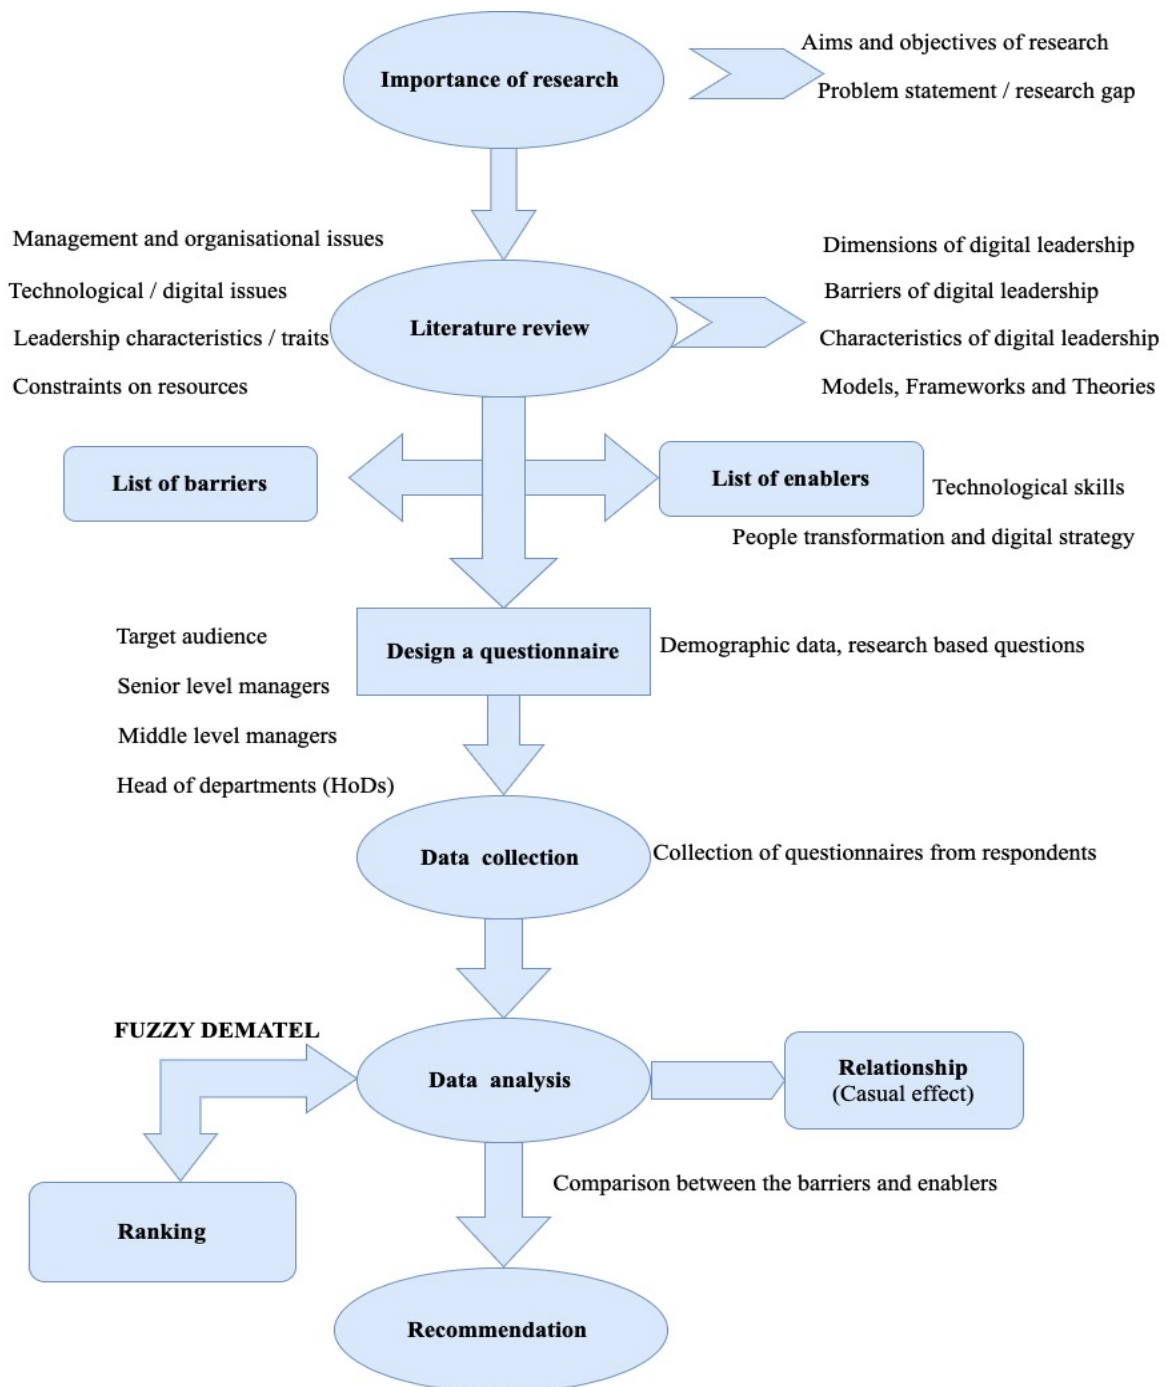 Importance of research
Aims and objectives of research
Problem statement / research gap
Management and organisational issues
Technological / digital issues
Leadership characteristics / traits
Constraints on resources
Literature review
Dimensions of digital leadership
Barriers of digital leadership
Characteristics of digital leadership
Models, Frameworks and Theories
List of barriers
List of enablers
Technological skills
People transformation and digital strategy
Target audience
Senior level managers
Middle level managers
Head of departments (HoDs)
Design a questionnaire
Demographic data, research based questions
Data collection
Collection of questionnaires from respondents
FUZZY DEMATEL
Data analysis
Relationship
(Casual effect)
Ranking
Comparison between the barriers and enablers
Recommendation